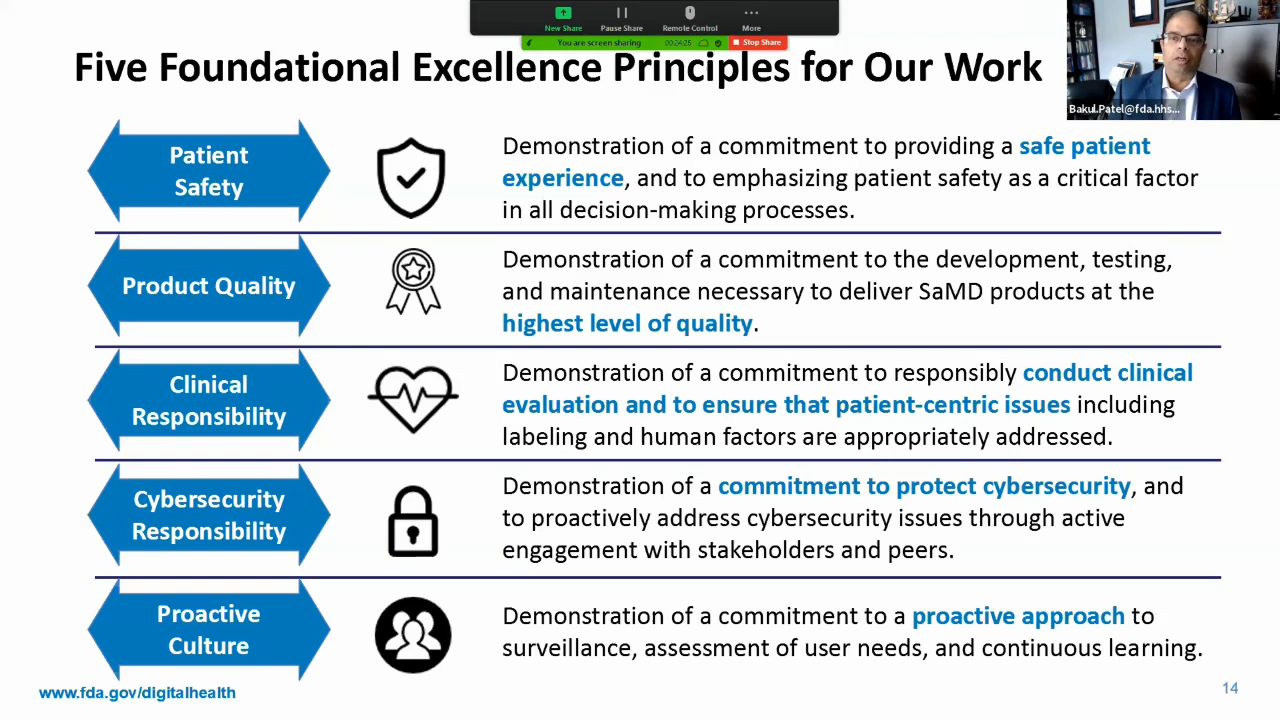 New Share
Pause Share
Remote Control
More
You are screen sharing
00:24:25
Stop Share
Bakul.Patel@fda.hhs...
Five Foundational Excellence Principles for Our Work
Patient
Safety
Demonstration of a commitment to providing a safe patient
experience, and to emphasizing patient safety as a critical factor
in all decision-making processes.
Product Quality
Demonstration of a commitment to the development, testing,
and maintenance necessary to deliver SaMD products at the
highest level of quality.
Clinical
Responsibility
Demonstration of a commitment to responsibly conduct clinical
evaluation and to ensure that patient-centric issues including
labeling and human factors are appropriately addressed.
Cybersecurity
Responsibility
Demonstration of a commitment to protect cybersecurity, and
to proactively address cybersecurity issues through active
engagement with stakeholders and peers.
Proactive
Culture
Demonstration of a commitment to a proactive approach to
surveillance, assessment of user needs, and continuous learning.
www.fda.gov/digitalhealth
14